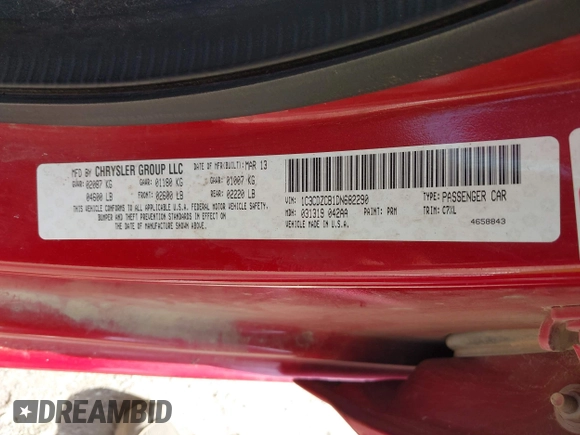 MFD BY CHRYSLER GROUP LLC DATE OF MFR(BUILT): MAR 13
GVWR: 02087 KG GAWR: 01180 KG GAWR: 01007 KG
04600 LB FRONT: 02600 LB REAR: 02220 LB
THIS VEHICLE CONFORMS TO ALL APPLICABLE U.S.A. FEDERAL MOTOR VEHICLE SAFETY,
BUMPER AND THEFT PREVENTION STANDARDS IN EFFECT ON
THE DATE OF MANUFACTURE SHOWN ABOVE.
VIN: 1C3CDZCB1DN682290 TYPE: PASSENGER CAR
MDH: 031319 042AA PAINT: PRM TRIM: C7VL
VEHICLE MADE IN U.S.A. 4658843
DREAMBID